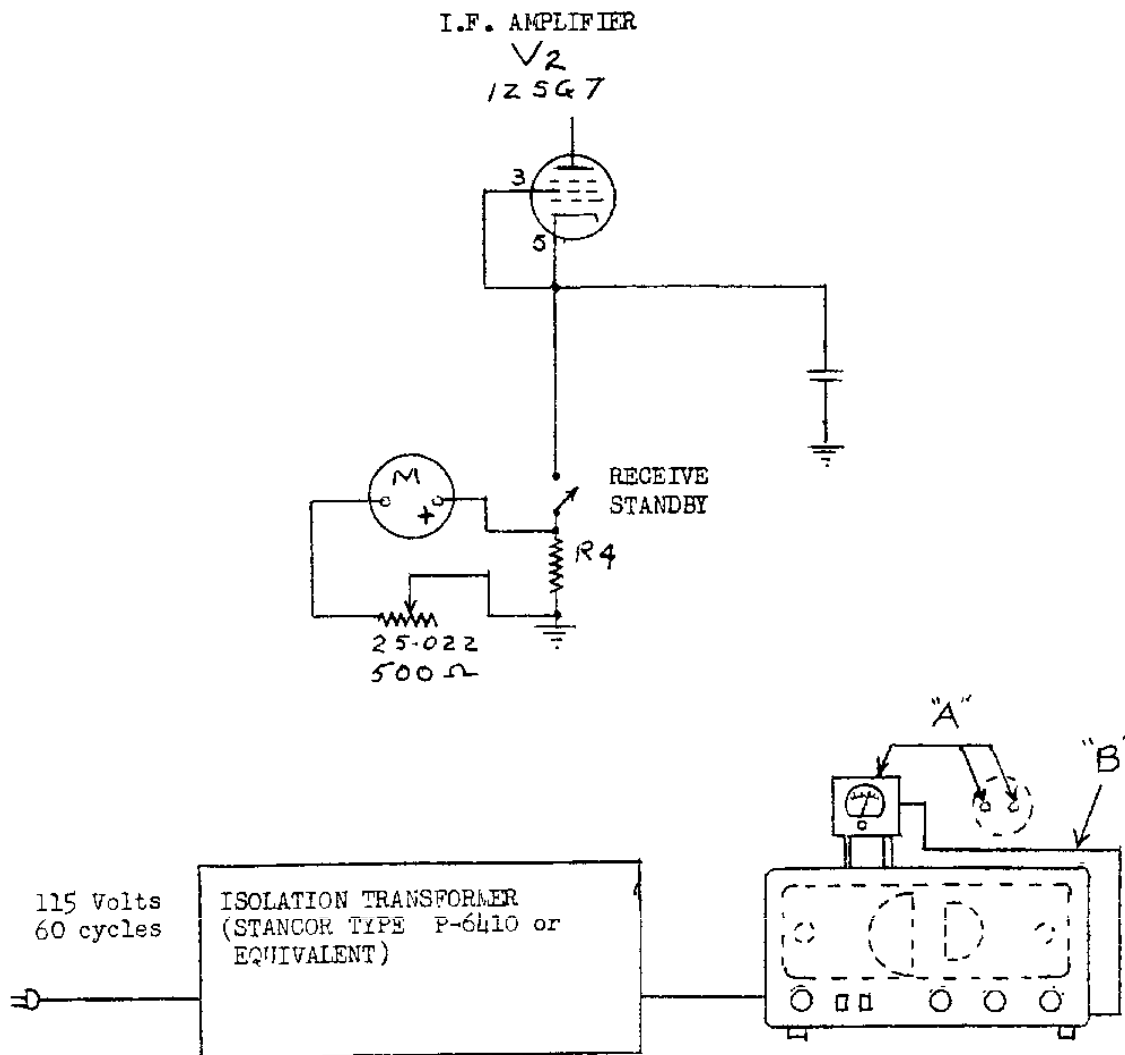 I.F. AMPLIFIER
V2
12SG7
3
5
M
+
RECEIVE
STANDBY
R4
25-022
500 Ω
"A"
"B"
115 Volts
60 cycles
ISOLATION TRANSFORMER
(STANCOR TYPE P-6410 or
EQUIVALENT)